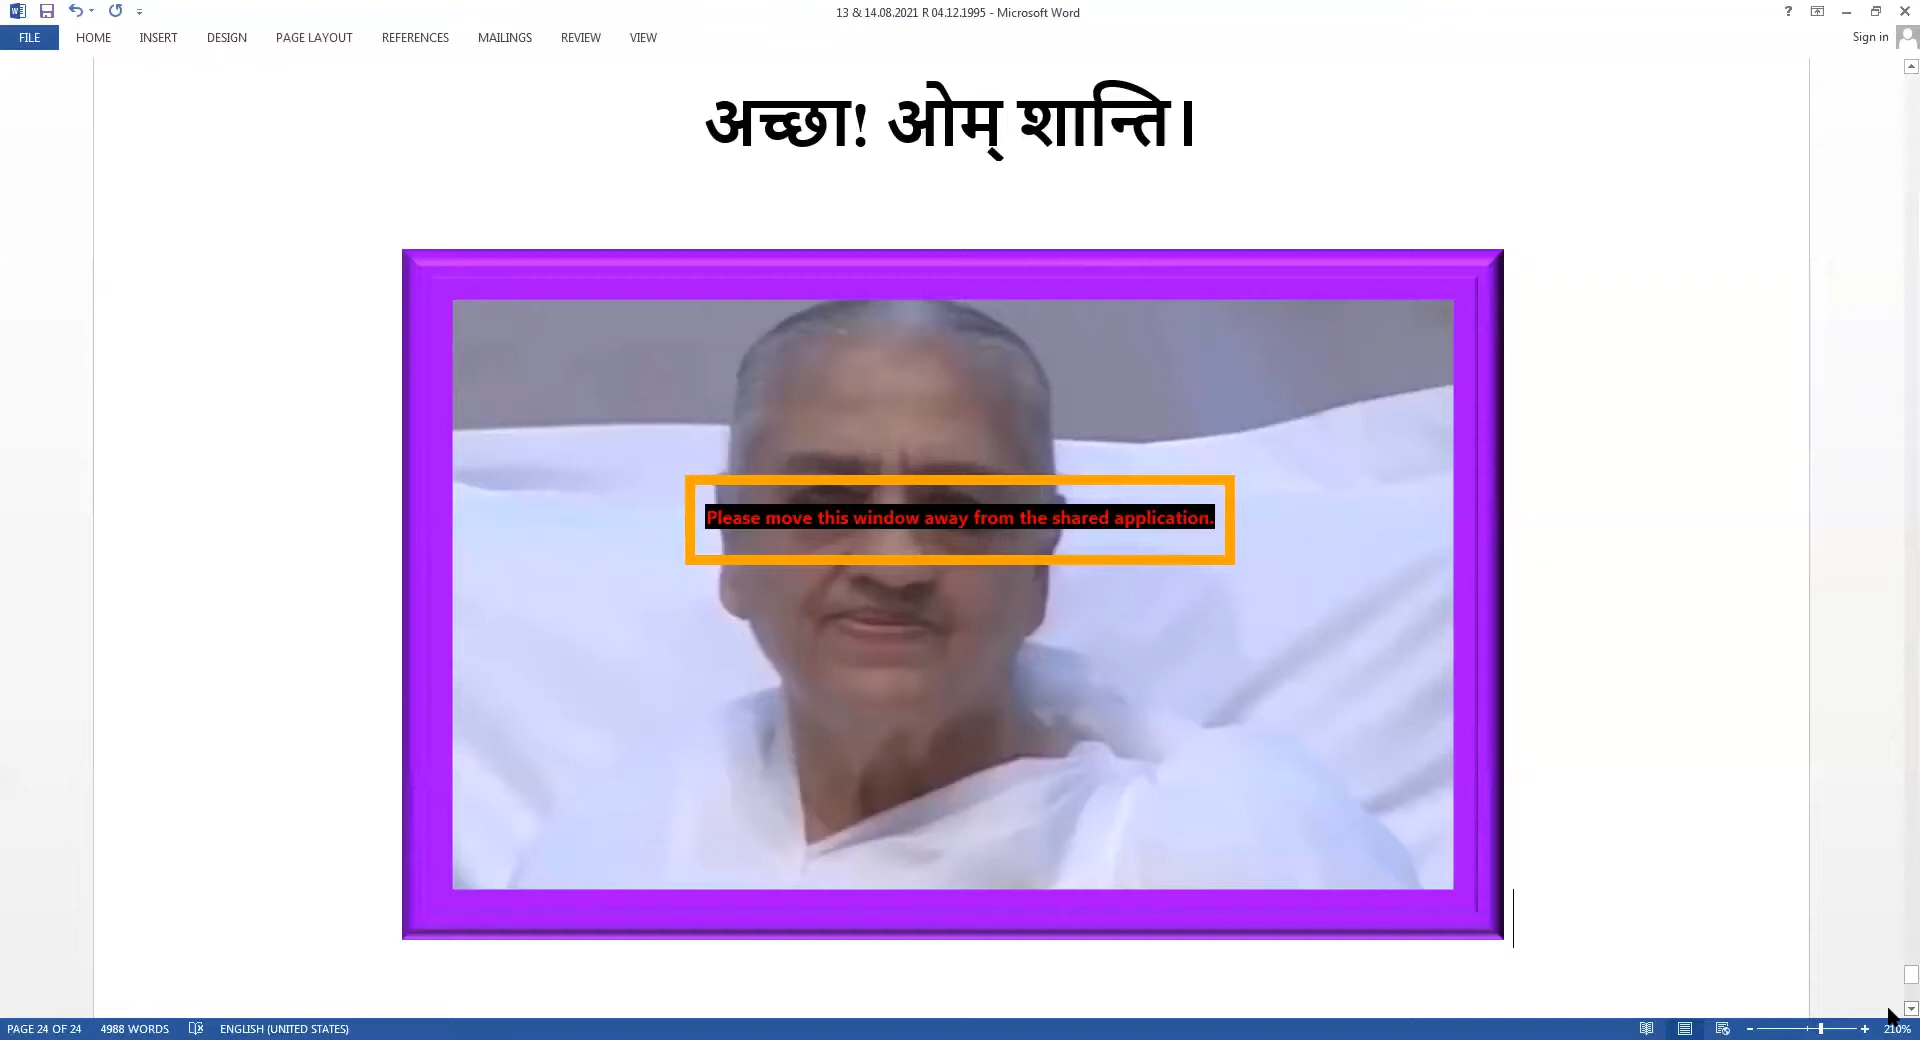 13 & 14.08.2021 R 04.12.1995 - Microsoft Word
FILE HOME INSERT DESIGN PAGE LAYOUT REFERENCES MAILINGS REVIEW VIEW Sign in
अच्छा! ओम् शान्ति।
Please move this window away from the shared application.
PAGE 24 OF 24 4988 WORDS ENGLISH (UNITED STATES) 210%